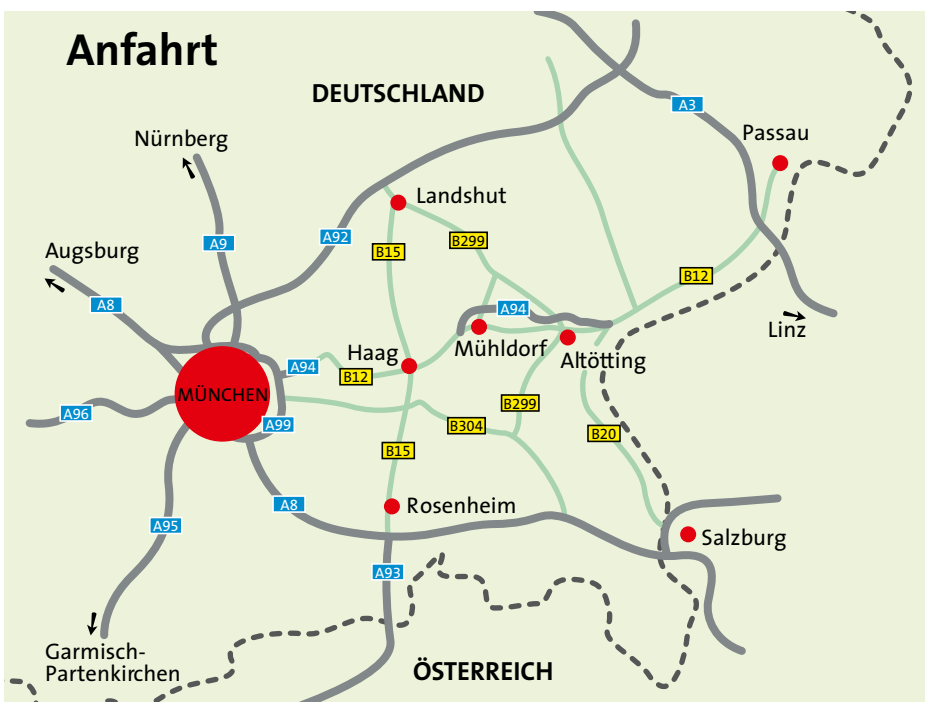 Anfahrt
DEUTSCHLAND
A3
Passau
Nürnberg
Landshut
A92
A9
B15
B299
Augsburg
B12
A8
A94
Linz
Mühldorf
Haag
Altötting
A94
B12
MÜNCHEN
B299
A96
A99
B304
B20
B15
A8
Rosenheim
A95
Salzburg
A93
Garmisch-
Partenkirchen
ÖSTERREICH